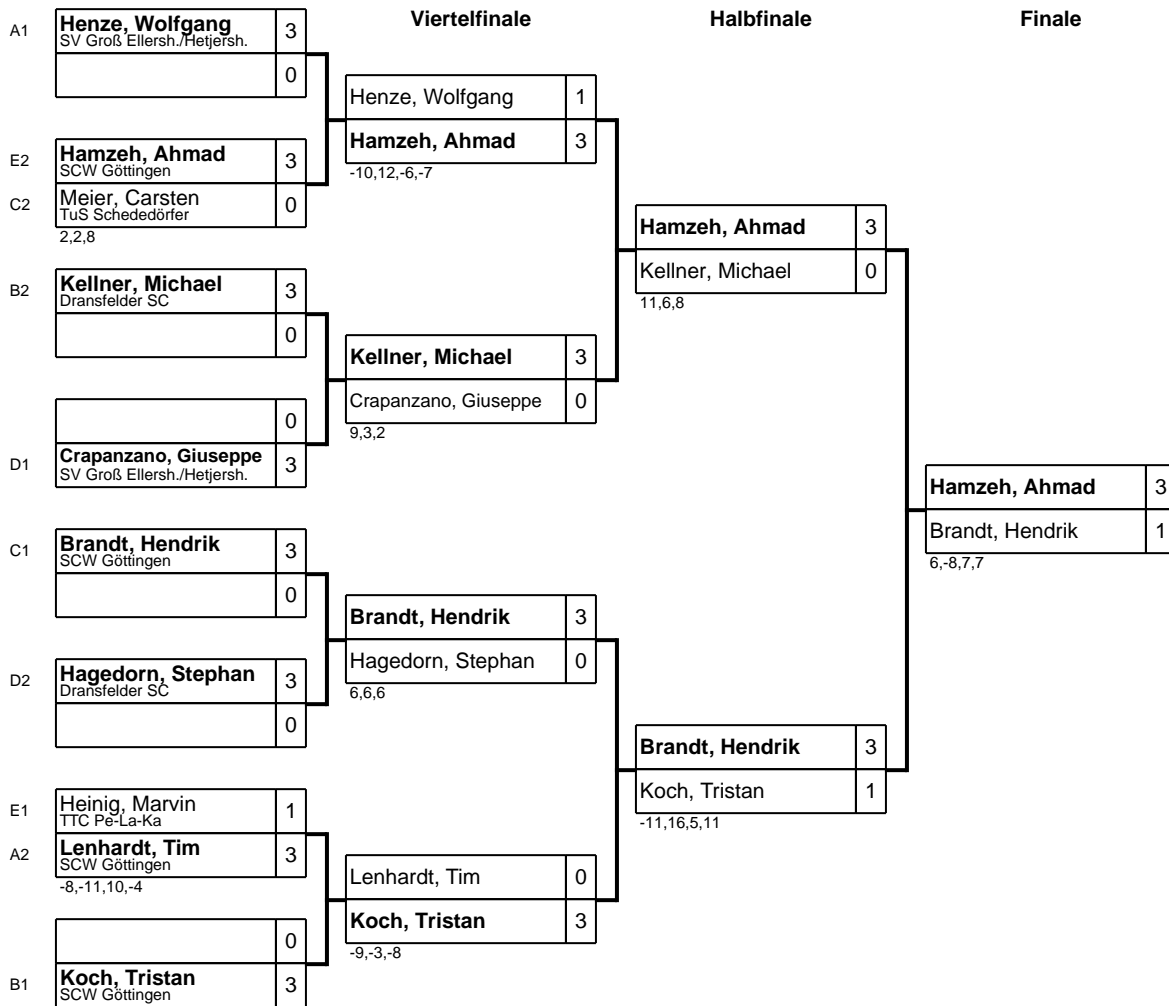 Viertelfinale
Halbfinale
Finale
A1
Henze, Wolfgang
3
SV Groß Ellersh./Hetjersh.
0
E2
Hamzeh, Ahmad
3
SCW Göttingen
C2
Meier, Carsten
0
TuS Schededörfer
2,2,8
B2
Kellner, Michael
3
Dransfelder SC
0
0
D1
Crapanzano, Giuseppe
3
SV Groß Ellersh./Hetjersh.
C1
Brandt, Hendrik
3
SCW Göttingen
0
D2
Hagedorn, Stephan
3
Dransfelder SC
0
E1
Heinig, Marvin
1
TTC Pe-La-Ka
A2
Lenhardt, Tim
3
SCW Göttingen
-8,-11,10,-4
0
B1
Koch, Tristan
3
SCW Göttingen
Henze, Wolfgang
1
Hamzeh, Ahmad
3
-10,12,-6,-7
Kellner, Michael
3
Crapanzano, Giuseppe
0
9,3,2
Brandt, Hendrik
3
Hagedorn, Stephan
0
6,6,6
Lenhardt, Tim
0
Koch, Tristan
3
-9,-3,-8
Hamzeh, Ahmad
3
Kellner, Michael
0
11,6,8
Brandt, Hendrik
3
Koch, Tristan
1
-11,16,5,11
Hamzeh, Ahmad
3
Brandt, Hendrik
1
6,-8,7,7